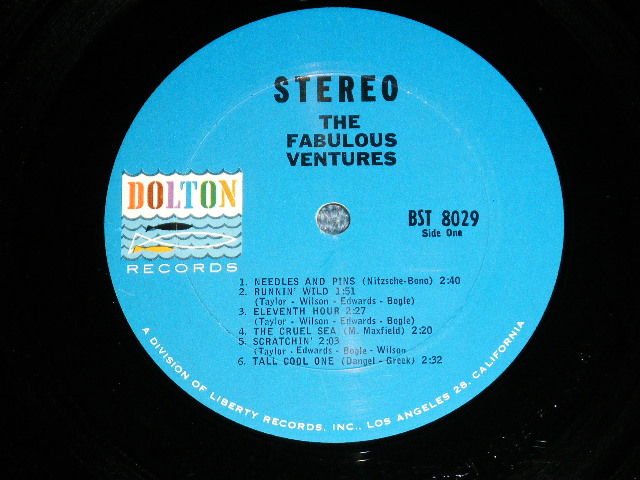 STEREO
THE
FABULOUS
VENTURES
DOLTON
RECORDS
BST 8029
Side One
1. NEEDLES AND PINS (Nitzsche-Bono) 2:40
2. RUNNIN' WILD 1:51
(Taylor - Wilson - Edwards - Bogle)
3. ELEVENTH HOUR 2:27
(Taylor - Wilson - Edwards - Bogle)
4. THE CRUEL SEA (M. Maxfield) 2:20
5. SCRATCHIN' 2:03
(Taylor - Edwards - Bogle - Wilson
6. TALL COOL ONE (Dangel - Greek) 2:32
A DIVISION OF LIBERTY RECORDS, INC., LOS ANGELES 28, CALIFORNIA